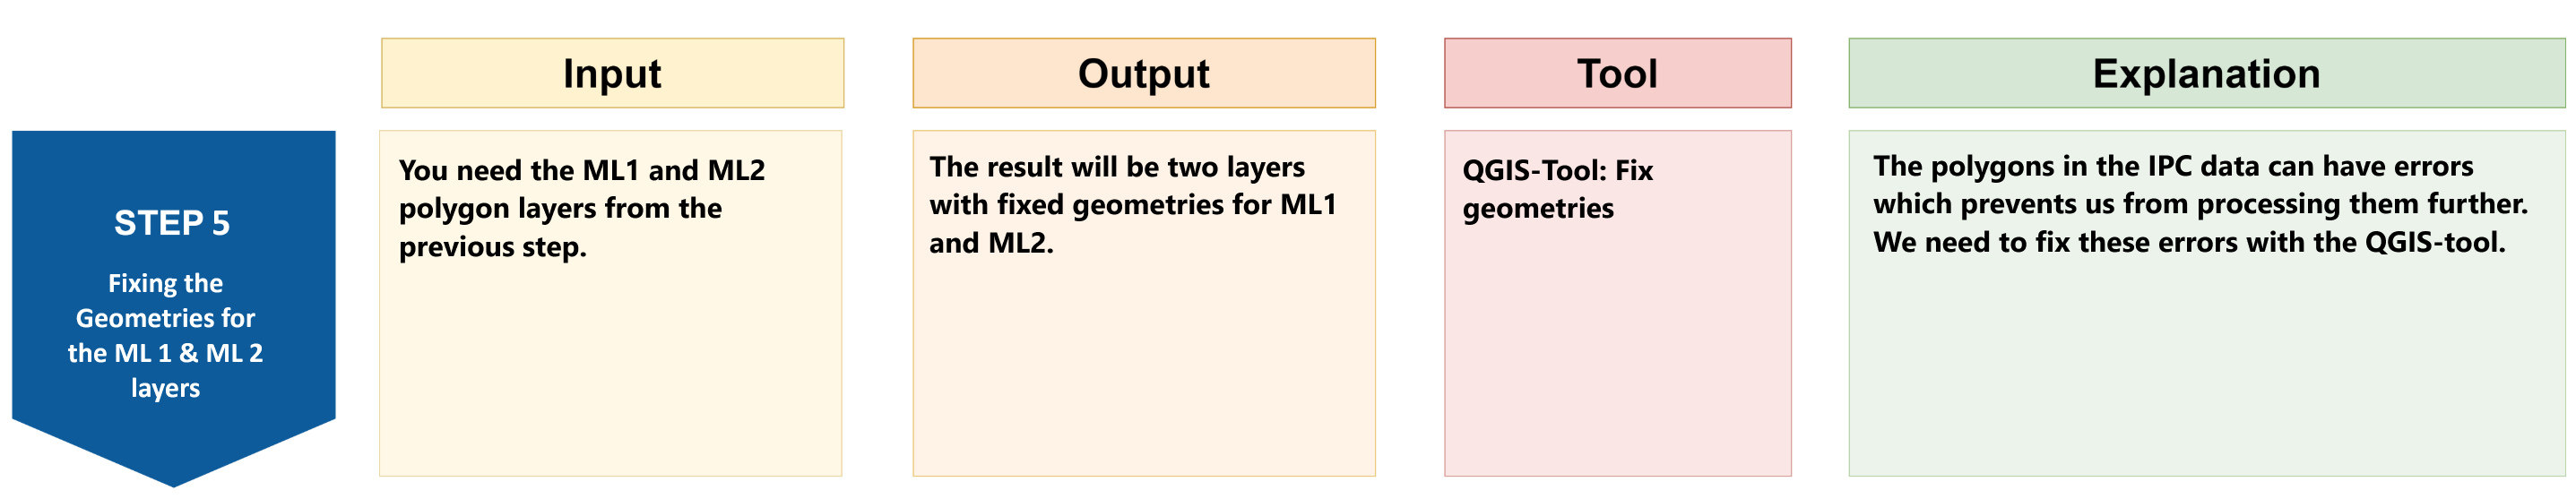 Input
Output
Tool
Explanation
STEP 5
Fixing the
Geometries for
the ML 1 & ML 2
layers
You need the ML1 and ML2
polygon layers from the
previous step.
The result will be two layers
with fixed geometries for ML1
and ML2.
QGIS-Tool: Fix
geometries
The polygons in the IPC data can have errors
which prevents us from processing them further.
We need to fix these errors with the QGIS-tool.